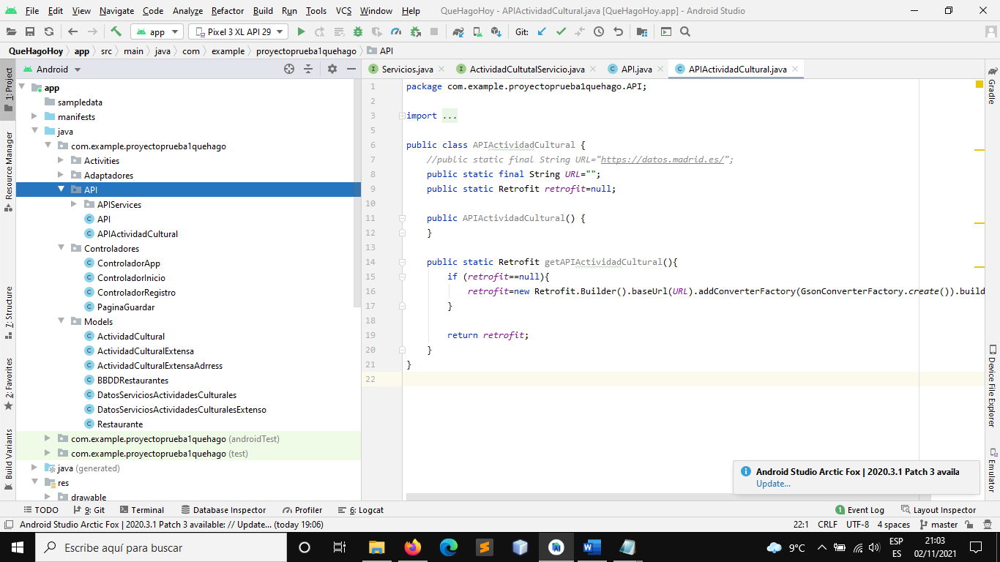 File Edit View Navigate Code Analyze Refactor Build Run Tools VCS Window Help QueHagoHoy - APIActividadCultural.java [QueHagoHoy.app] - Android Studio
app Pixel 3 XL API 29 Git:
QueHagoHoy app src main java com example proyectoprueba1quehago API
Android
Servicios.java ActividadCultutalServicio.java API.java APIActividadCultural.java
1: Project
Resource Manager
7: Structure
2: Favorites
Build Variants
app
sampledata
manifests
java
com.example.proyectoprueba1quehago
Activities
Adaptadores
API
APIServices
API
APIActividadCultural
Controladores
ControladorApp
ControladorInicio
ControladorRegistro
PaginaGuardar
Models
ActividadCultural
ActividadCulturalExtensa
ActividadCulturalExtensaAdrress
BBDDRestaurantes
DatosServiciosActividadesCulturales
DatosServiciosActividadesCulturalesExtenso
Restaurante
com.example.proyectoprueba1quehago (androidTest)
com.example.proyectoprueba1quehago (test)
java (generated)
res
drawable
1 package com.example.proyectoprueba1quehago.API;
2
3 import ...
5
6 public class APIActividadCultural {
7 //public static final String URL="https://datos.madrid.es/";
8 public static final String URL="";
9 public static Retrofit retrofit=null;
10
11 public APIActividadCultural() {
12 }
13
14 public static Retrofit getAPIActividadCultural(){
15 if (retrofit==null){
16 retrofit=new Retrofit.Builder().baseUrl(URL).addConverterFactory(GsonConverterFactory.create()).build
17 }
18
19 return retrofit;
20 }
21 }
22
Gradle
Device File Explorer
Emulator
Android Studio Arctic Fox | 2020.3.1 Patch 3 availa
Update...
TODO 9: Git Terminal Database Inspector Profiler 6: Logcat 1 Event Log Layout Inspector
Android Studio Arctic Fox | 2020.3.1 Patch 3 available: // Update... (today 19:06) 22:1 CRLF UTF-8 4 spaces master
Escribe aquí para buscar
9°C
ESP
ES
21:03
02/11/2021